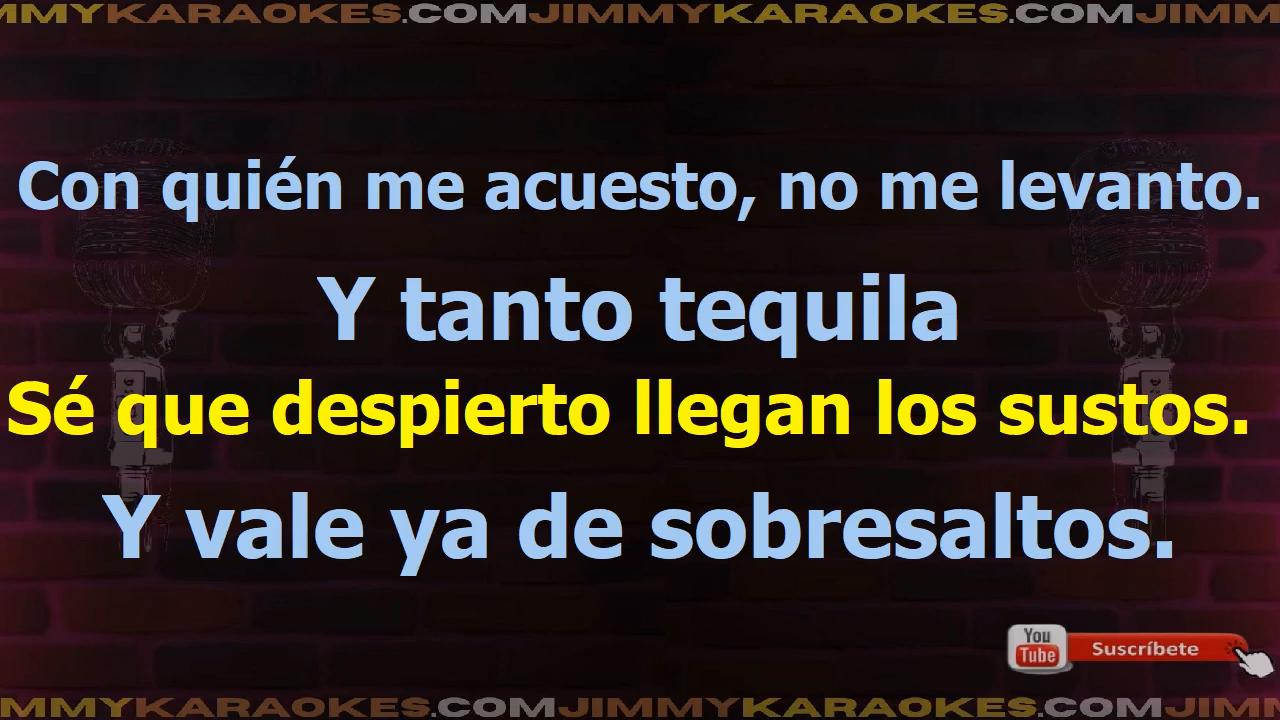 MMYKARAOKES.COMJIMMYKARAOKES.COMJIMM
Con quién me acuesto, no me levanto.
Y tanto tequila
Sé que despierto llegan los sustos.
Y vale ya de sobresaltos.
You
Tube
Suscríbete
MMYKARAOKES.COMJIMMYKARAOKES.COMJIMM